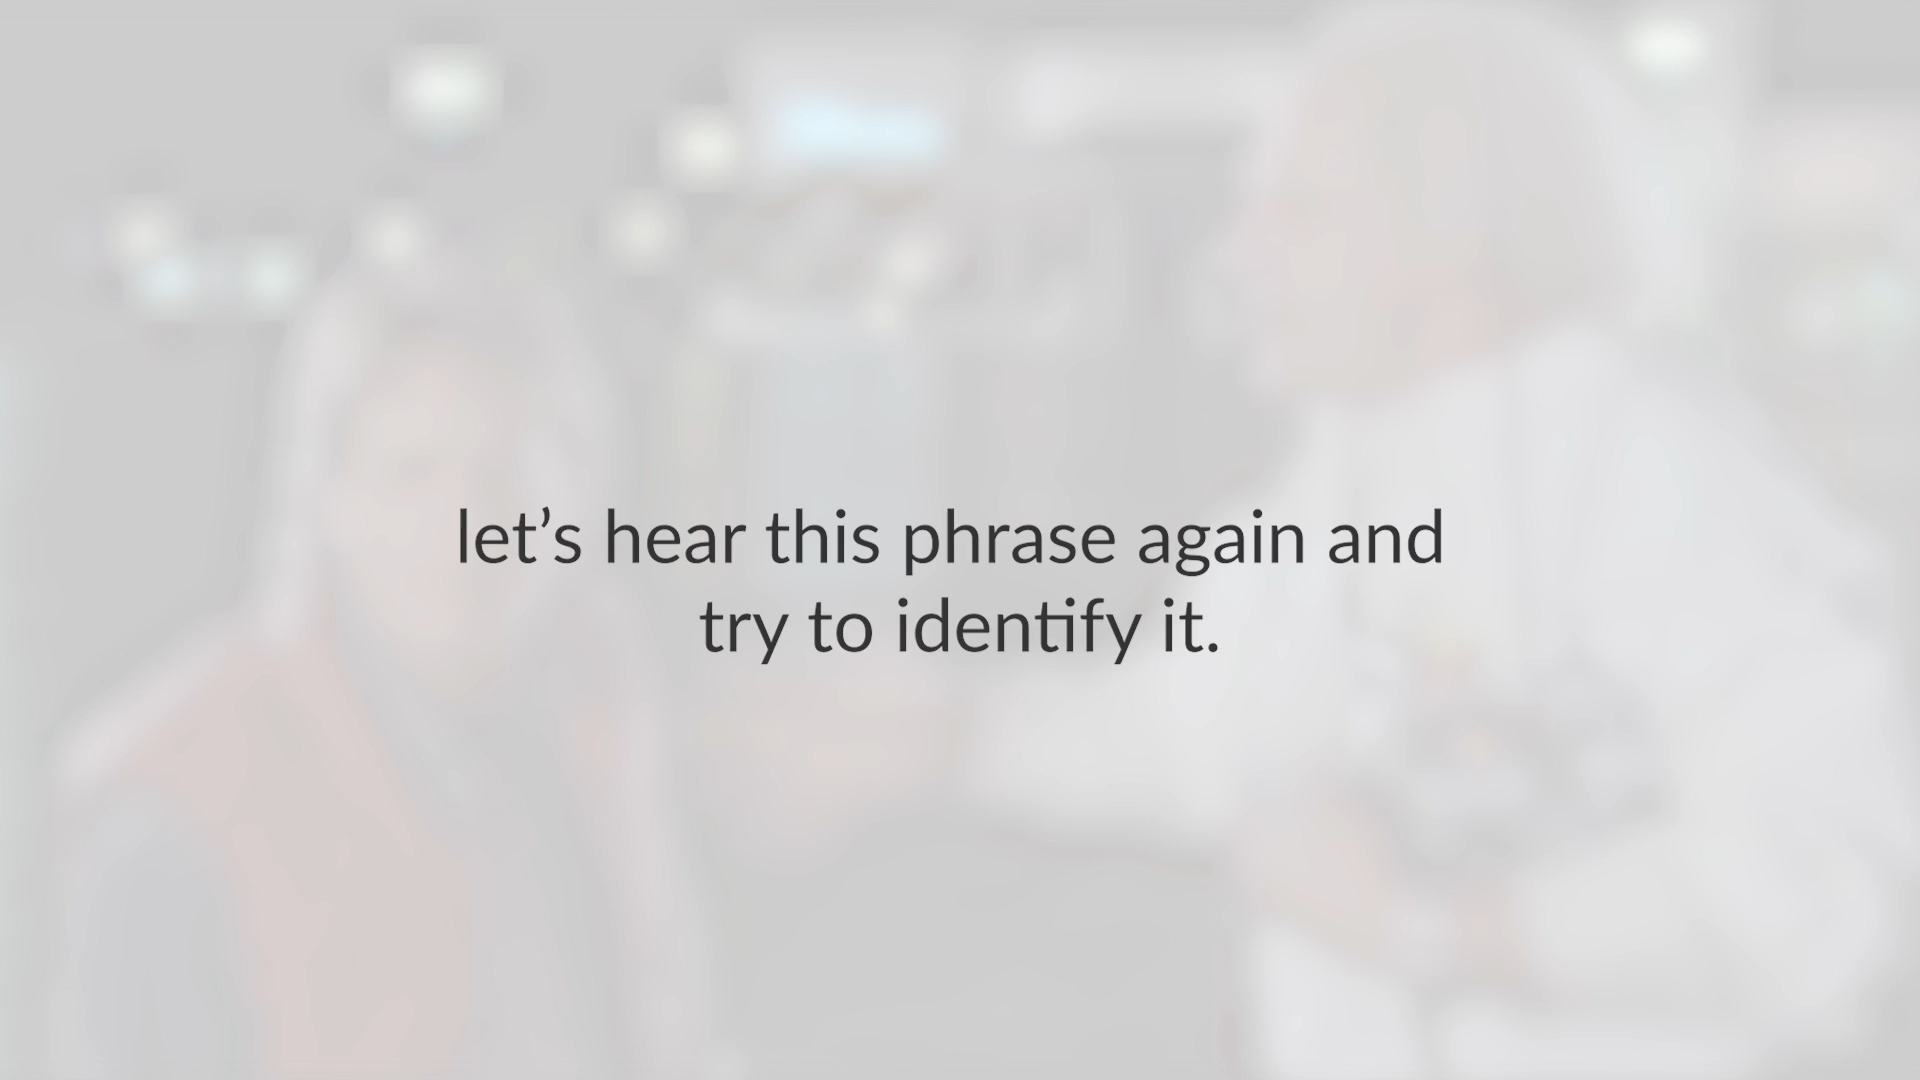 let’s hear this phrase again and
try to identify it.